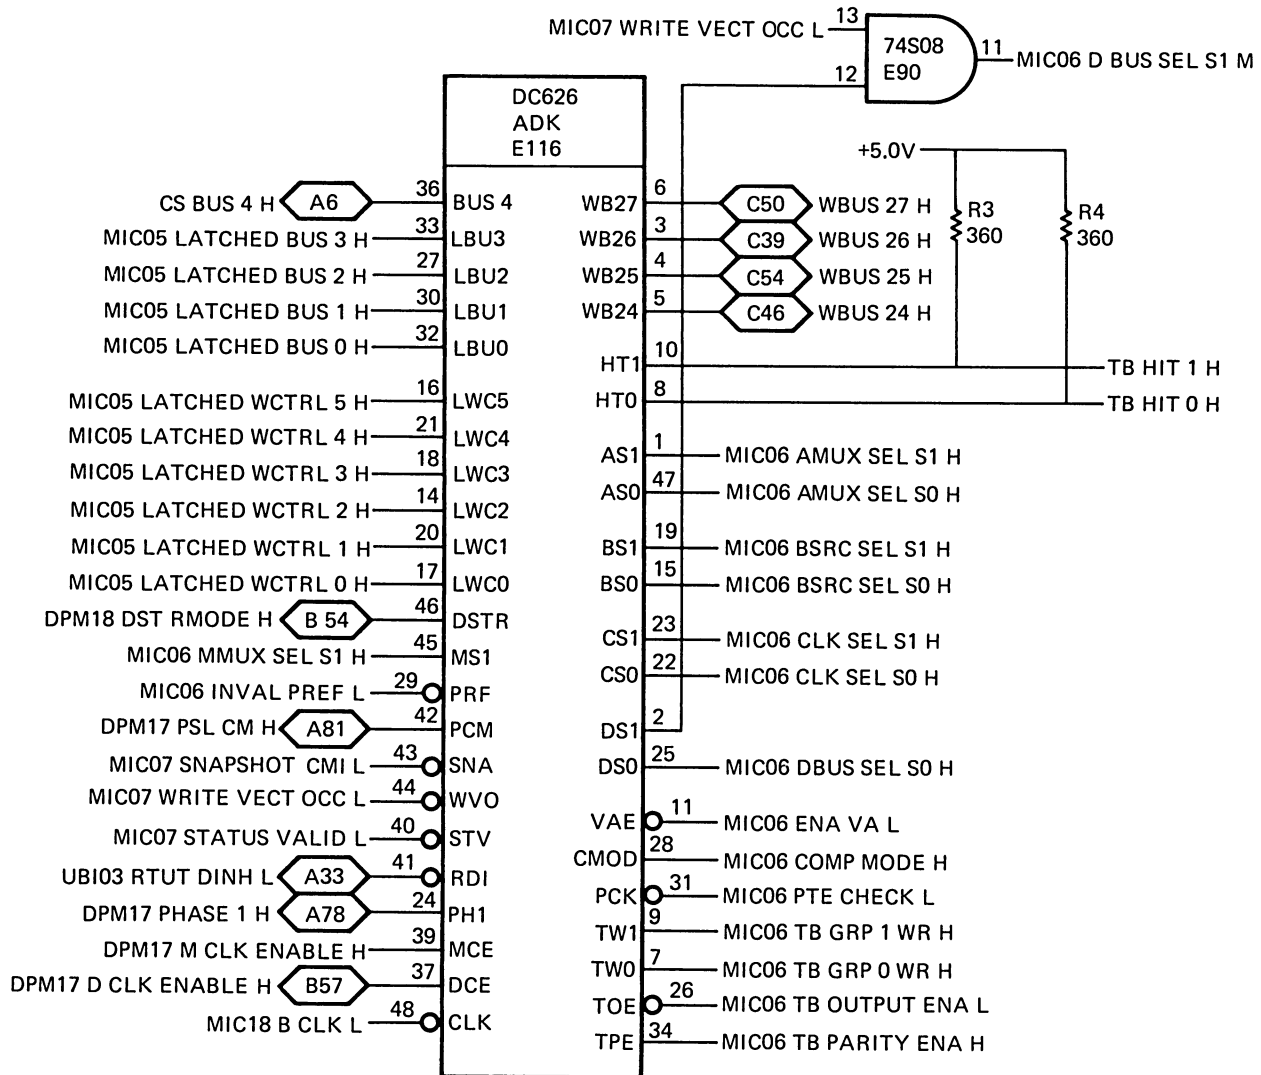 MIC07 WRITE VECT OCC L 13
12
74S08
E90
11 MIC06 D BUS SEL S1 M
DC626
ADK
E116
+5.0V
R3
360
R4
360
CS BUS 4 H A6 36 BUS 4
MIC05 LATCHED BUS 3 H 33 LBU3
MIC05 LATCHED BUS 2 H 27 LBU2
MIC05 LATCHED BUS 1 H 30 LBU1
MIC05 LATCHED BUS 0 H 32 LBU0
MIC05 LATCHED WCTRL 5 H 16 LWC5
MIC05 LATCHED WCTRL 4 H 21 LWC4
MIC05 LATCHED WCTRL 3 H 18 LWC3
MIC05 LATCHED WCTRL 2 H 14 LWC2
MIC05 LATCHED WCTRL 1 H 20 LWC1
MIC05 LATCHED WCTRL 0 H 17 LWC0
DPM18 DST RMODE H B 54 46 DSTR
MIC06 MMUX SEL S1 H 45 MS1
MIC06 INVAL PREF L 29 PRF
DPM17 PSL CM H A81 42 PCM
MIC07 SNAPSHOT CMI L 43 SNA
MIC07 WRITE VECT OCC L 44 WVO
MIC07 STATUS VALID L 40 STV
UBI03 RTUT DINH L A33 41 RDI
DPM17 PHASE 1 H A78 24 PH1
DPM17 M CLK ENABLE H 39 MCE
DPM17 D CLK ENABLE H B57 37 DCE
MIC18 B CLK L 48 CLK
WB27 6 C50 WBUS 27 H
WB26 3 C39 WBUS 26 H
WB25 4 C54 WBUS 25 H
WB24 5 C46 WBUS 24 H
HT1 10 TB HIT 1 H
HT0 8 TB HIT 0 H
AS1 1 MIC06 AMUX SEL S1 H
AS0 47 MIC06 AMUX SEL S0 H
BS1 19 MIC06 BSRC SEL S1 H
BS0 15 MIC06 BSRC SEL S0 H
CS1 23 MIC06 CLK SEL S1 H
CS0 22 MIC06 CLK SEL S0 H
DS1 2
DS0 25 MIC06 DBUS SEL S0 H
VAE 11 MIC06 ENA VA L
CMOD 28 MIC06 COMP MODE H
PCK 31 MIC06 PTE CHECK L
TW1 9 MIC06 TB GRP 1 WR H
TW0 7 MIC06 TB GRP 0 WR H
TOE 26 MIC06 TB OUTPUT ENA L
TPE 34 MIC06 TB PARITY ENA H